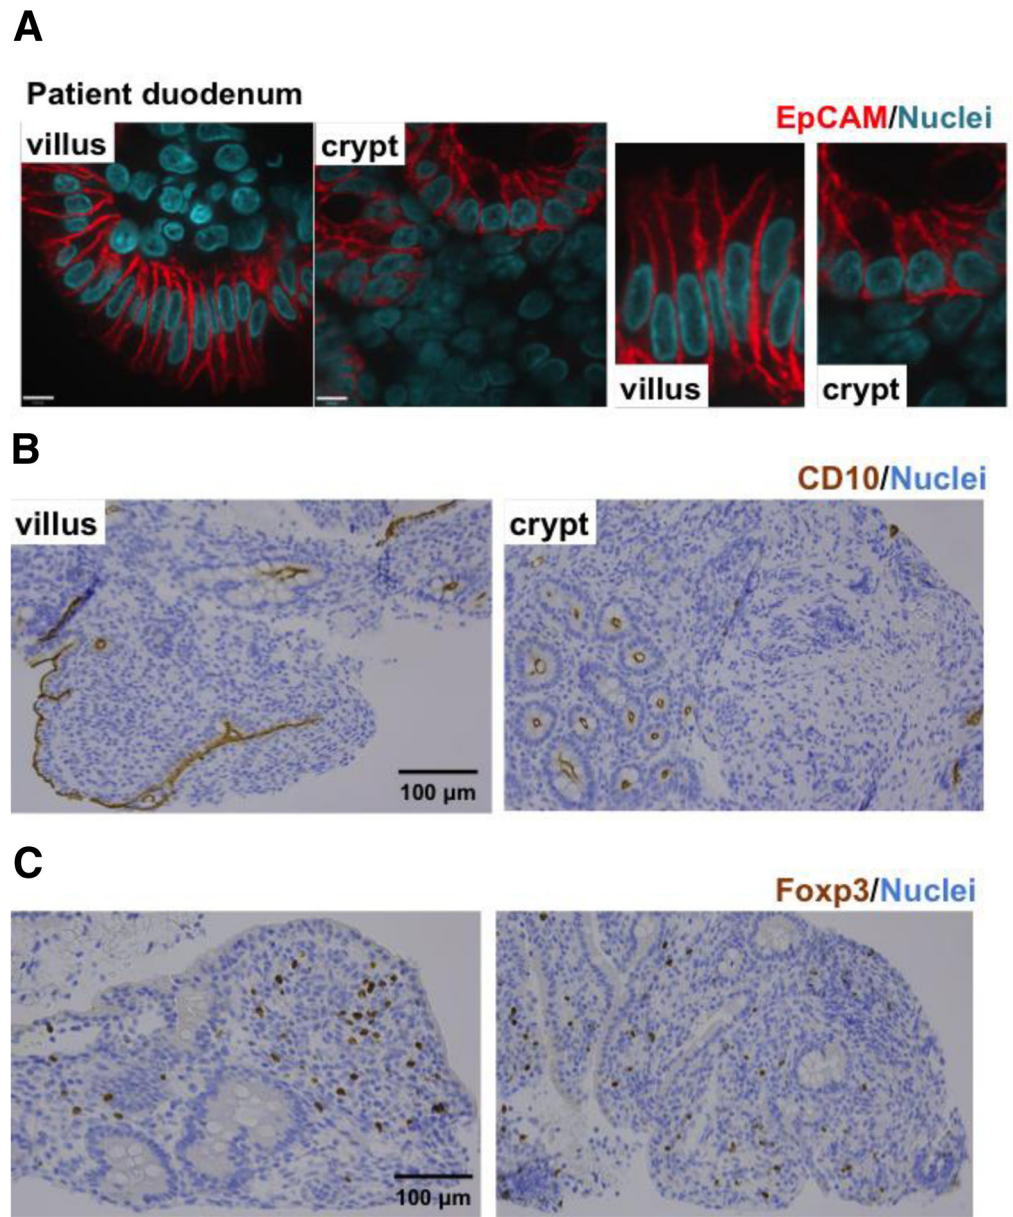 A
Patient duodenum
EpCAM/Nuclei
villus
crypt
villus
crypt
B
CD10/Nuclei
villus
crypt
100 µm
C
Foxp3/Nuclei
100 µm